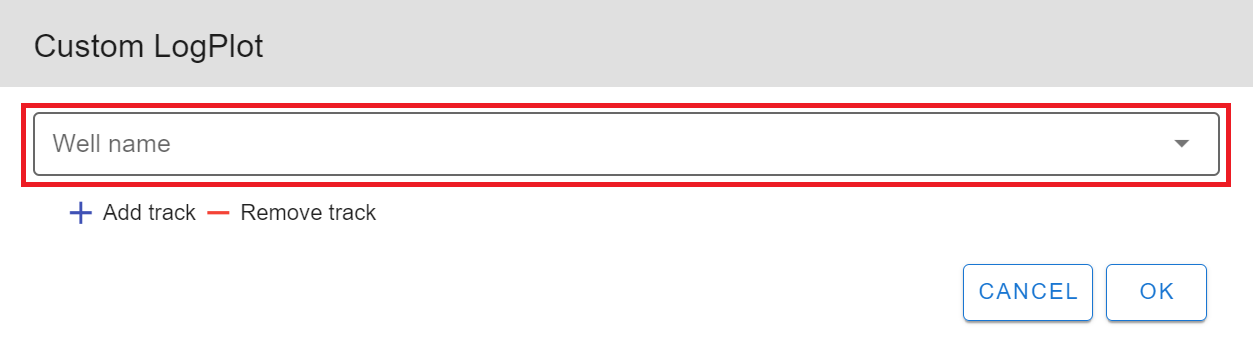 Custom LogPlot
Well name
Add track Remove track
CANCEL OK